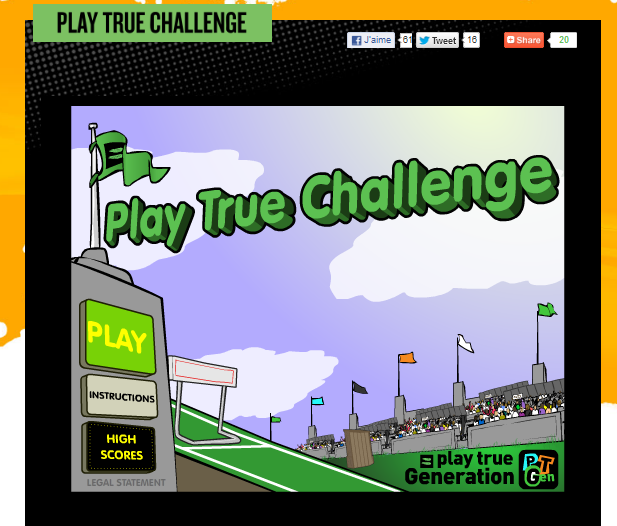 PLAY TRUE CHALLENGE
J'aime 61 Tweet 16 Share 20
Play True Challenge
PLAY
INSTRUCTIONS
HIGH
SCORES
LEGAL STATEMENT
play true
Generation
PT
Gen